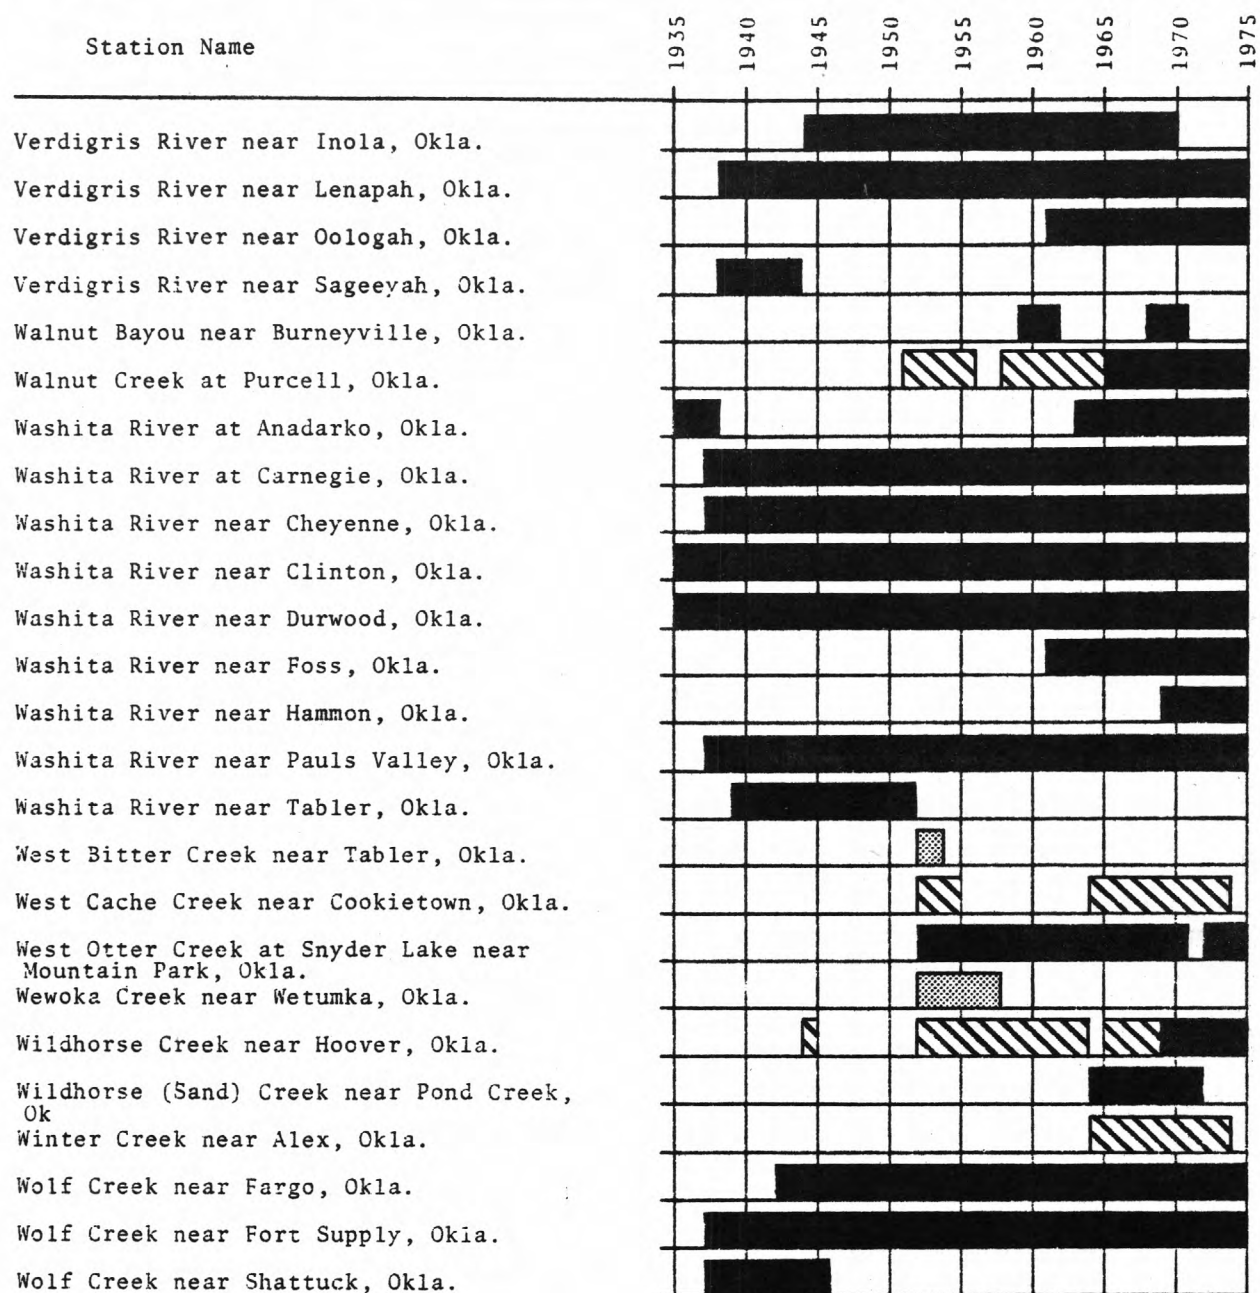 Station Name
1935 1940 1945 1950 1955 1960 1965 1970 1975
Verdigris River near Inola, Okla.
Verdigris River near Lenapah, Okla.
Verdigris River near Oologah, Okla.
Verdigris River near Sageeyah, Okla.
Walnut Bayou near Burneyville, Okla.
Walnut Creek at Purcell, Okla.
Washita River at Anadarko, Okla.
Washita River at Carnegie, Okla.
Washita River near Cheyenne, Okla.
Washita River near Clinton, Okla.
Washita River near Durwood, Okla.
Washita River near Foss, Okla.
Washita River near Hammon, Okla.
Washita River near Pauls Valley, Okla.
Washita River near Tabler, Okla.
West Bitter Creek near Tabler, Okla.
West Cache Creek near Cookietown, Okla.
West Otter Creek at Snyder Lake near
Mountain Park, Okla.
Wewoka Creek near Wetumka, Okla.
Wildhorse Creek near Hoover, Okla.
Wildhorse (Sand) Creek near Pond Creek,
Ok
Winter Creek near Alex, Okla.
Wolf Creek near Fargo, Okla.
Wolf Creek near Fort Supply, Okla.
Wolf Creek near Shattuck, Okla.